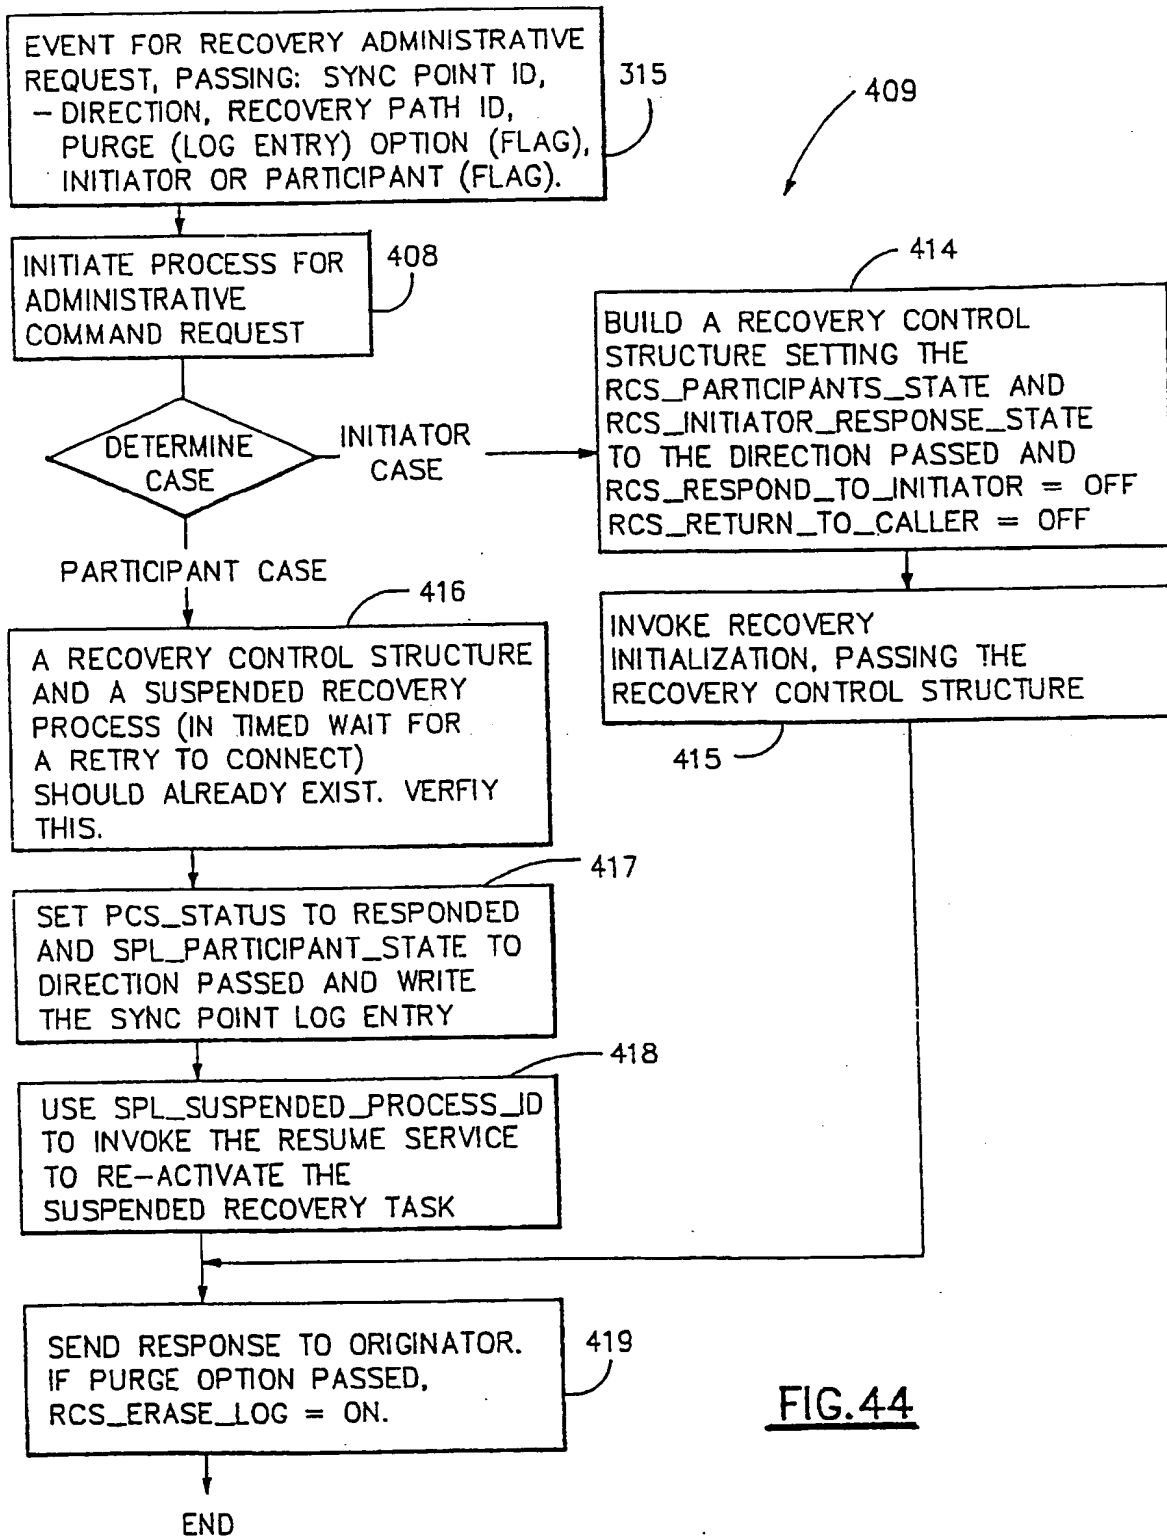 EVENT FOR RECOVERY ADMINISTRATIVE
REQUEST, PASSING: SYNC POINT ID,
– DIRECTION, RECOVERY PATH ID,
PURGE (LOG ENTRY) OPTION (FLAG),
INITIATOR OR PARTICIPANT (FLAG).
315
409
INITIATE PROCESS FOR
ADMINISTRATIVE
COMMAND REQUEST
408
DETERMINE
CASE
INITIATOR
CASE
414
BUILD A RECOVERY CONTROL
STRUCTURE SETTING THE
RCS_PARTICIPANTS_STATE AND
RCS_INITIATOR_RESPONSE_STATE
TO THE DIRECTION PASSED AND
RCS_RESPOND_TO_INITIATOR = OFF
RCS_RETURN_TO_CALLER = OFF
INVOKE RECOVERY
INITIALIZATION, PASSING THE
RECOVERY CONTROL STRUCTURE
415
PARTICIPANT CASE
416
A RECOVERY CONTROL STRUCTURE
AND A SUSPENDED RECOVERY
PROCESS (IN TIMED WAIT FOR
A RETRY TO CONNECT)
SHOULD ALREADY EXIST. VERFIY
THIS.
417
SET PCS_STATUS TO RESPONDED
AND SPL_PARTICIPANT_STATE TO
DIRECTION PASSED AND WRITE
THE SYNC POINT LOG ENTRY
418
USE SPL_SUSPENDED_PROCESS_ID
TO INVOKE THE RESUME SERVICE
TO RE-ACTIVATE THE
SUSPENDED RECOVERY TASK
SEND RESPONSE TO ORIGINATOR.
IF PURGE OPTION PASSED,
RCS_ERASE_LOG = ON.
419
END
FIG.44